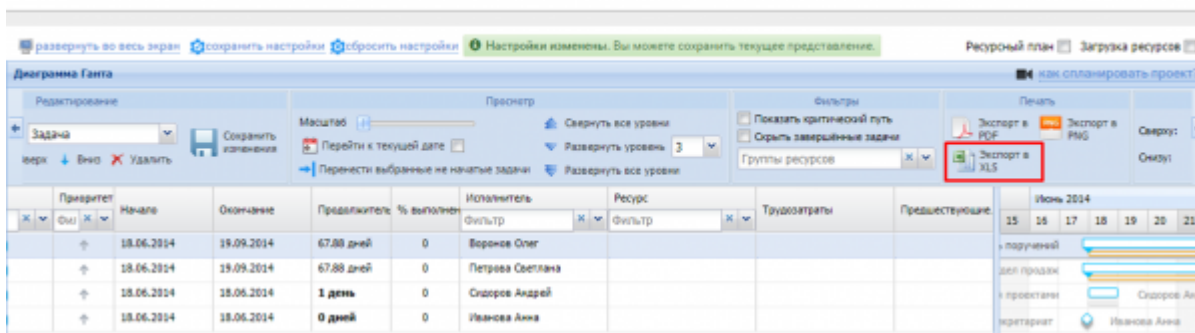 развернуть во весь экран сохранить настройки сбросить настройки Настройки изменены. Вы можете сохранить текущее представление. Ресурсный план Загрузка ресурсов
Диаграмма Ганта как спланировать проект
Редактирование Просмотр Фильтры Печать
Задача Сохранить изменения
верх Вниз Удалить
Масштаб Свернуть все уровни
Перейти к текущей дате Развернуть уровень 3
Перенести выбранные не начатые задачи Развернуть все уровни
Показать критический путь
Скрыть завершённые задачи
Группы ресурсов
Экспорт в PDF PNG Экспорт в PNG
Экспорт в XLS
Сверху:
Снизу:
Приоритет Начало Окончание Продолжитель % выполнен Исполнитель Ресурс Трудозатраты Предшествующие Июнь 2014
Фил Фильтр Фильтр 15 16 17 18 19 20 21
18.06.2014 19.09.2014 67.88 дней 0 Воронов Олег поручений
18.06.2014 19.09.2014 67.88 дней 0 Петрова Светлана дел продаж
18.06.2014 18.06.2014 1 день 0 Сидоров Андрей проектами Сидоров Ан
18.06.2014 18.06.2014 0 дней 0 Иванова Анна кретариат Иванова Анна